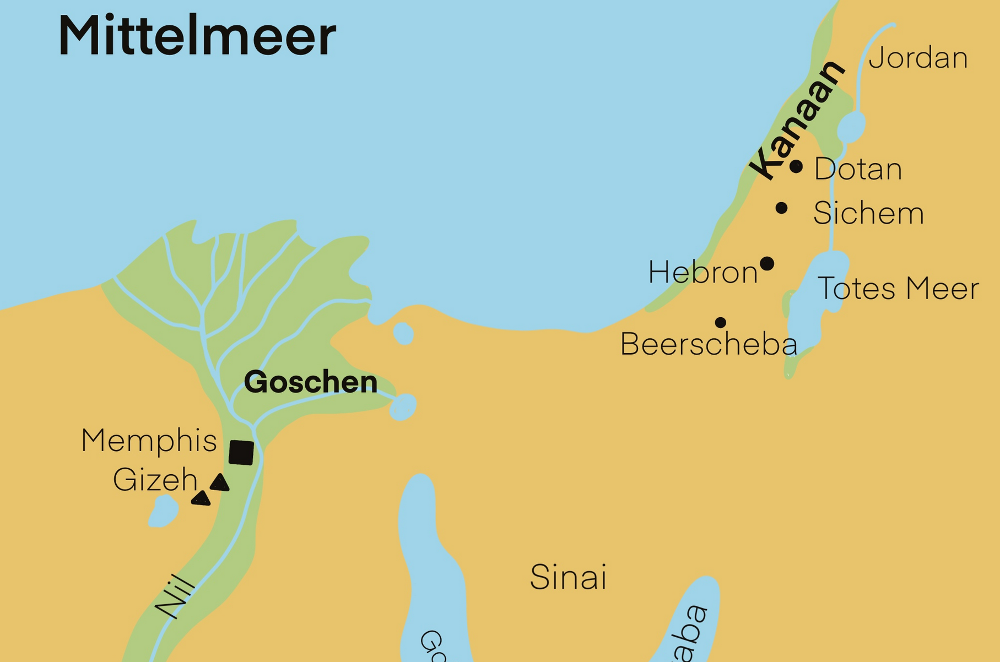 Mittelmeer
Jordan
Kanaan
Dotan
Sichem
Hebron
Totes Meer
Beerscheba
Goschen
Memphis
Gizeh
Sinai
Nil